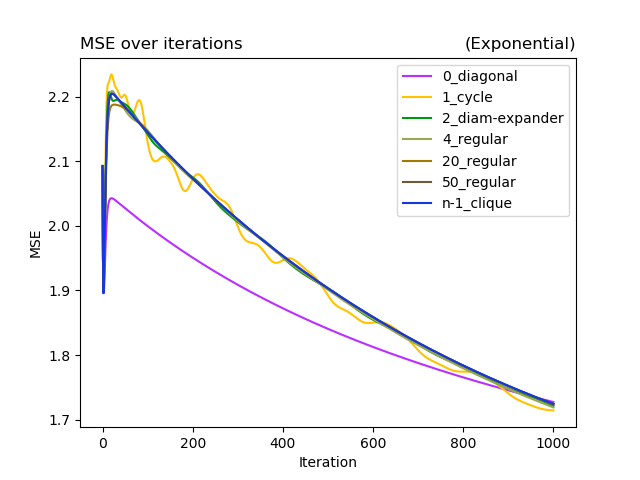 MSE over iterations (Exponential)
0_diagonal
1_cycle
2_diam-expander
4_regular
20_regular
50_regular
n-1_clique
2.2
2.1
2.0
1.9
1.8
1.7
MSE
0 200 400 600 800 1000
Iteration